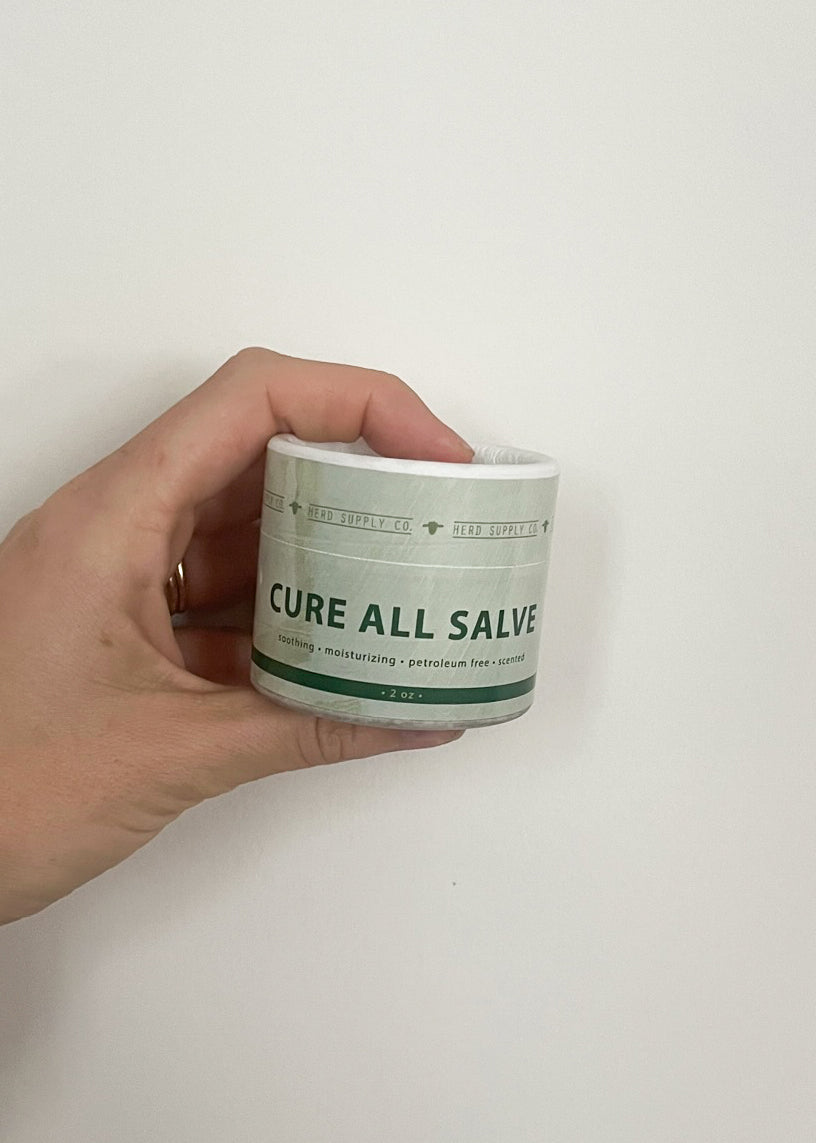 HERD SUPPLY CO. HERD SUPPLY CO.
CURE ALL SALVE
soothing • moisturizing • petroleum free • scented
• 2 oz •